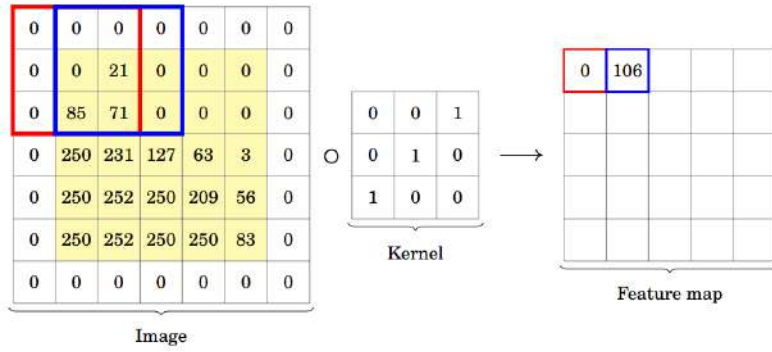 0 0 0 0 0 0 0
0 0 21 0 0 0 0
0 85 71 0 0 0 0
0 250 231 127 63 3 0
0 250 252 250 209 56 0
0 250 252 250 250 83 0
0 0 0 0 0 0 0
Image
○
0 0 1
0 1 0
1 0 0
Kernel
→
0 106
Feature map